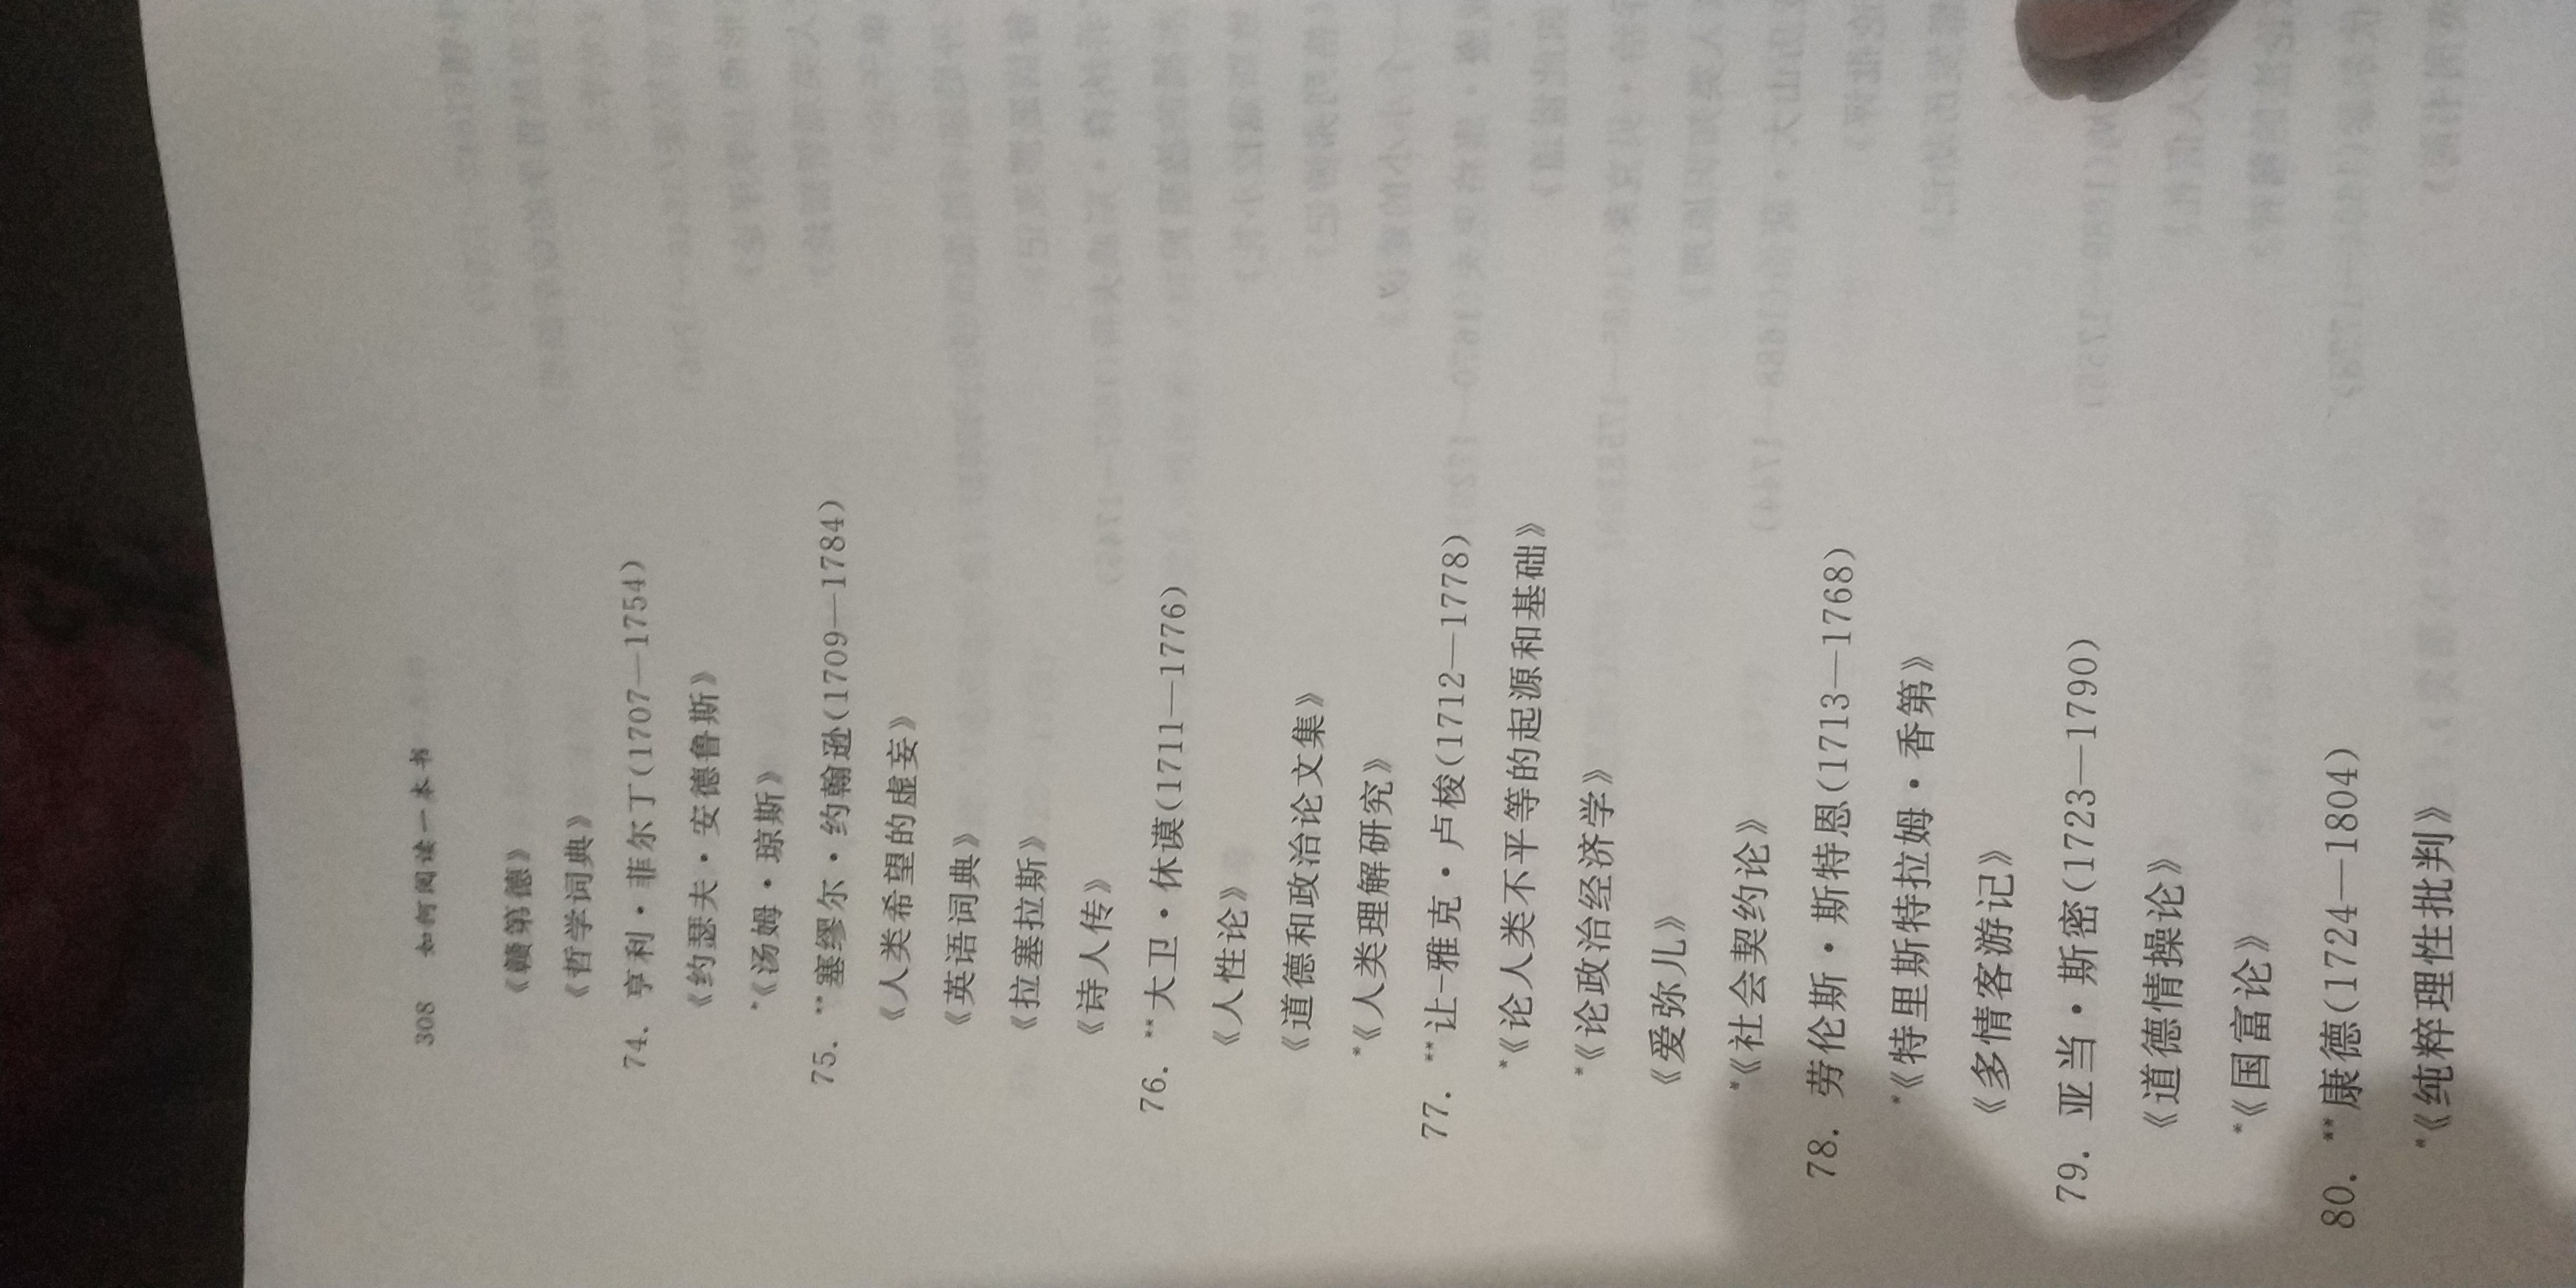 308 如何阅读一本书
《赣第德》
《哲学词典》
74. 亨利·菲尔丁(1707—1754)
《约瑟夫·安德鲁斯》
*《汤姆·琼斯》
75. **塞缪尔·约翰逊(1709—1784)
《人类希望的虚妄》
《英语词典》
《拉塞拉斯》
《诗人传》
76. **大卫·休谟(1711—1776)
《人性论》
《道德和政治论文集》
*《人类理解研究》
77. **让-雅克·卢梭(1712—1778)
*《论人类不平等的起源和基础》
*《论政治经济学》
《爱弥儿》
*《社会契约论》
78. 劳伦斯·斯特恩(1713—1768)
*《特里斯特拉姆·香第》
《多情客游记》
79. 亚当·斯密(1723—1790)
《道德情操论》
*《国富论》
80. **康德(1724—1804)
*《纯粹理性批判》